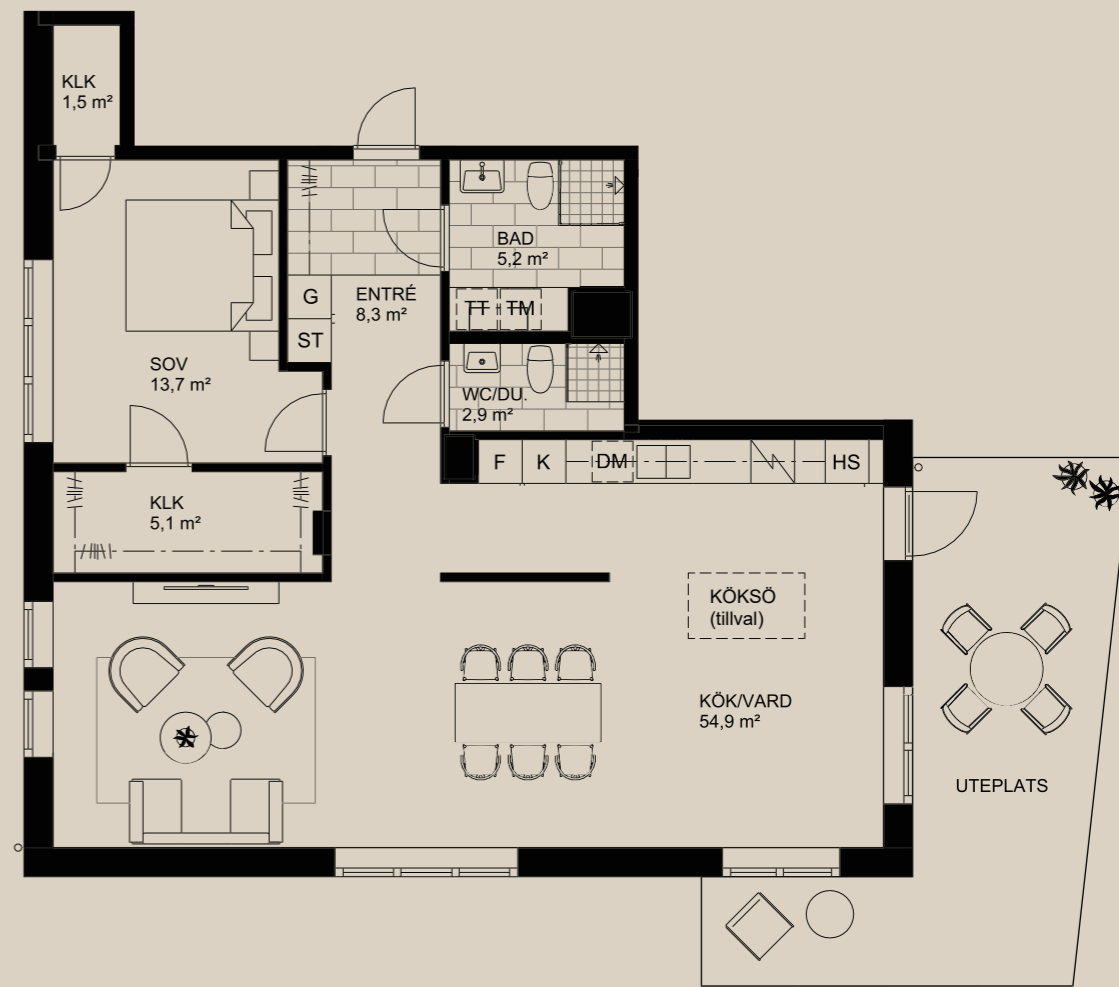 KLK
1,5 m²
BAD
5,2 m²
G
ENTRÉ
8,3 m²
TT
TM
ST
SOV
13,7 m²
WC/DU.
2,9 m²
F
K
DM
HS
KLK
5,1 m²
KÖKSÖ
(tillval)
KÖK/VARD
54,9 m²
UTEPLATS